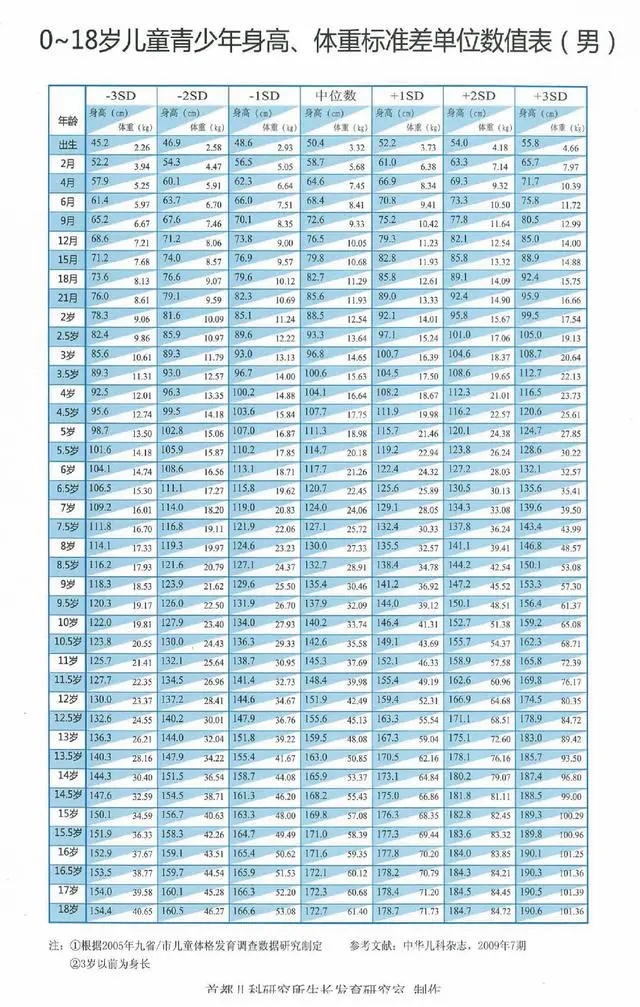 0~18岁儿童青少年身高、体重标准差单位数值表（男）
-3SD -2SD -1SD 中位数 +1SD +2SD +3SD
年龄 身高（cm） 体重（kg） 身高（cm） 体重（kg） 身高（cm） 体重（kg） 身高（cm） 体重（kg） 身高（cm） 体重（kg） 身高（cm） 体重（kg） 身高（cm） 体重（kg）
出生 45.2 2.26 46.9 2.58 48.6 2.93 50.4 3.32 52.2 3.73 54.0 4.18 55.8 4.66
2月 52.2 3.94 54.3 4.47 56.5 5.05 58.7 5.68 61.0 6.38 63.3 7.14 65.7 7.97
4月 57.9 5.25 60.1 5.91 62.3 6.64 64.6 7.45 66.9 8.34 69.3 9.32 71.7 10.39
6月 61.4 5.97 63.7 6.70 66.0 7.51 68.4 8.41 70.8 9.41 73.3 10.50 75.8 11.72
9月 65.2 6.67 67.6 7.46 70.1 8.35 72.6 9.33 75.2 10.42 77.8 11.64 80.5 12.99
12月 68.6 7.21 71.2 8.06 73.8 9.00 76.5 10.05 79.3 11.23 82.1 12.54 85.0 14.00
15月 71.2 7.68 74.0 8.57 76.9 9.57 79.8 10.68 82.8 11.93 85.8 13.32 88.9 14.88
18月 73.6 8.13 76.6 9.07 79.6 10.12 82.7 11.29 85.8 12.61 89.1 14.09 92.4 15.75
21月 76.0 8.61 79.1 9.59 82.3 10.69 85.6 11.93 89.0 13.33 92.4 14.90 95.9 16.66
2岁 78.3 9.06 81.6 10.09 85.1 11.24 88.5 12.54 92.1 14.01 95.8 15.67 99.5 17.54
2.5岁 82.4 9.86 85.9 10.97 89.6 12.22 93.3 13.64 97.1 15.24 101.0 17.06 105.0 19.13
3岁 85.6 10.61 89.3 11.79 93.0 13.13 96.8 14.65 100.7 16.39 104.6 18.37 108.7 20.64
3.5岁 89.3 11.31 93.0 12.57 96.7 14.00 100.6 15.63 104.5 17.50 108.6 19.65 112.7 22.13
4岁 92.5 12.01 96.3 13.35 100.2 14.88 104.1 16.64 108.2 18.67 112.3 21.01 116.5 23.73
4.5岁 95.6 12.74 99.5 14.18 103.6 15.84 107.7 17.75 111.9 19.98 116.2 22.57 120.6 25.61
5岁 98.7 13.50 102.8 15.06 107.0 16.87 111.3 18.98 115.7 21.46 120.1 24.38 124.7 27.85
5.5岁 101.6 14.18 105.9 15.87 110.2 17.85 114.7 20.18 119.2 22.94 123.8 26.24 128.6 30.22
6岁 104.1 14.74 108.6 16.56 113.1 18.71 117.7 21.26 122.4 24.32 127.2 28.03 132.1 32.57
6.5岁 106.5 15.30 111.1 17.27 115.8 19.62 120.7 22.45 125.6 25.89 130.5 30.13 135.6 35.41
7岁 109.2 16.01 114.0 18.20 119.0 20.83 124.0 24.06 129.1 28.05 134.3 33.08 139.6 39.50
7.5岁 111.8 16.70 116.8 19.11 121.9 22.06 127.1 25.72 132.4 30.33 137.8 36.24 143.4 43.99
8岁 114.1 17.33 119.3 19.97 124.6 23.23 130.0 27.33 135.5 32.57 141.1 39.41 146.8 48.57
8.5岁 116.2 17.93 121.6 20.79 127.1 24.37 132.7 28.91 138.4 34.78 144.2 42.54 150.1 53.08
9岁 118.3 18.53 123.9 21.62 129.6 25.50 135.4 30.46 141.2 36.92 147.2 45.52 153.3 57.30
9.5岁 120.3 19.17 126.0 22.50 131.9 26.70 137.9 32.09 144.0 39.12 150.1 48.51 156.4 61.37
10岁 122.0 19.81 127.9 23.40 134.0 27.93 140.2 33.74 146.4 41.31 152.7 51.38 159.2 65.08
10.5岁 123.8 20.55 130.0 24.43 136.3 29.33 142.6 35.58 149.1 43.69 155.7 54.37 162.3 68.71
11岁 125.7 21.41 132.1 25.64 138.7 30.95 145.3 37.69 152.1 46.33 158.9 57.58 165.8 72.39
11.5岁 127.7 22.35 134.5 26.96 141.4 32.73 148.4 39.98 155.4 49.19 162.6 60.96 169.8 76.17
12岁 130.0 23.37 137.2 28.41 144.6 34.67 151.9 42.49 159.4 52.31 166.9 64.68 174.5 80.35
12.5岁 132.6 24.55 140.2 30.01 147.9 36.76 155.6 45.13 163.3 55.54 171.1 68.51 178.9 84.72
13岁 136.3 26.21 144.0 32.04 151.8 39.22 159.5 48.08 167.3 59.04 175.1 72.60 183.0 89.42
13.5岁 140.3 28.16 147.9 34.22 155.4 41.67 163.0 50.85 170.5 62.16 178.1 76.16 185.7 93.50
14岁 144.3 30.40 151.5 36.54 158.7 44.08 165.9 53.37 173.1 64.84 180.2 79.07 187.4 96.80
14.5岁 147.6 32.59 154.5 38.71 161.3 46.20 168.2 55.43 175.0 66.86 181.8 81.11 188.5 99.00
15岁 150.1 34.59 156.7 40.63 163.3 48.00 169.8 57.08 176.3 68.35 182.8 82.45 189.3 100.29
15.5岁 151.9 36.33 158.3 42.26 164.7 49.49 171.0 58.39 177.3 69.44 183.6 83.32 189.8 100.96
16岁 152.9 37.67 159.1 43.51 165.4 50.62 171.6 59.35 177.8 70.20 184.0 83.85 190.1 101.25
16.5岁 153.5 38.77 159.7 44.54 165.9 51.53 172.1 60.12 178.2 70.79 184.3 84.21 190.3 101.36
17岁 154.0 39.58 160.1 45.28 166.3 52.20 172.3 60.68 178.4 71.20 184.5 84.45 190.5 101.39
18岁 154.4 40.65 160.5 46.27 166.6 53.08 172.7 61.40 178.7 71.73 184.7 84.72 190.6 101.36
注：①根据2005年九省/市儿童体格发育调查数据研究制定 参考文献：中华儿科杂志，2009年7期
②3岁以前为身长
首都儿科研究所生长发育研究室 制作